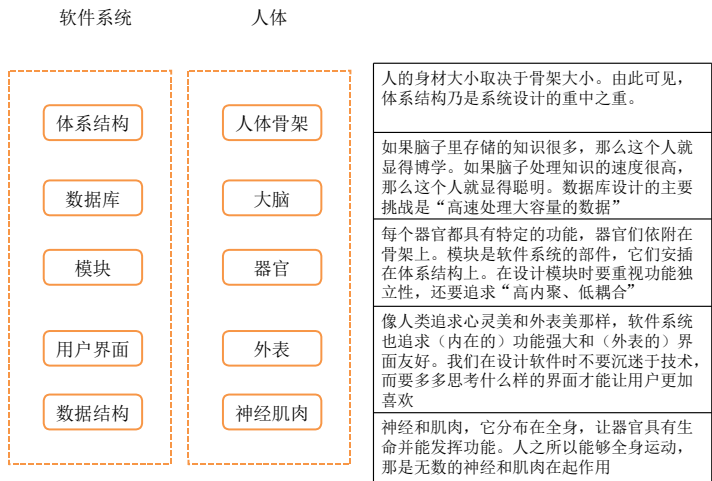 软件系统
人体
体系结构
人体骨架
人的身材大小取决于骨架大小。由此可见，
体系结构乃是系统设计的重中之重。
数据库
大脑
如果脑子里存储的知识很多，那么这个人就
显得博学。如果脑子处理知识的速度很高，
那么这个人就显得聪明。数据库设计的主要
挑战是“高速处理大容量的数据”
模块
器官
每个器官都具有特定的功能，器官们依附在
骨架上。模块是软件系统的部件，它们安插
在体系结构上。在设计模块时要重视功能独
立性，还要追求“高内聚、低耦合”
用户界面
外表
像人类追求心灵美和外表美那样，软件系统
也追求（内在的）功能强大和（外表的）界
面友好。我们在设计软件时不要沉迷于技术，
而要多多思考什么样的界面才能让用户更加
喜欢
数据结构
神经肌肉
神经和肌肉，它分布在全身，让器官具有生
命并能发挥功能。人之所以能够全身运动，
那是无数的神经和肌肉在起作用